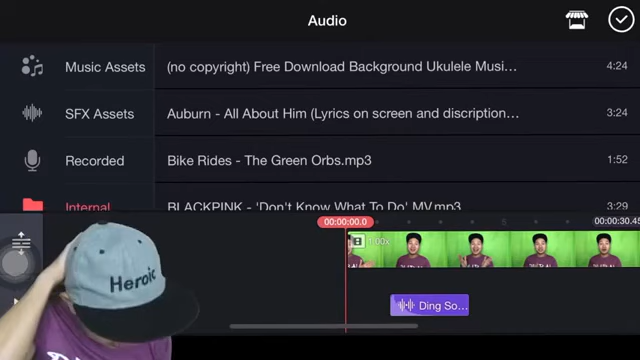 Audio
Music Assets
(no copyright) Free Download Background Ukulele Musi...
4:24
SFX Assets
Auburn - All About Him (Lyrics on screen and discription...
3:24
Recorded
Bike Rides - The Green Orbs.mp3
1:52
Internal
BLACKPINK - 'Don't Know What To Do' MV.mp3
3:29
00:00:00.0
00:00:30.45
1.00x
Ding So...
Heroic